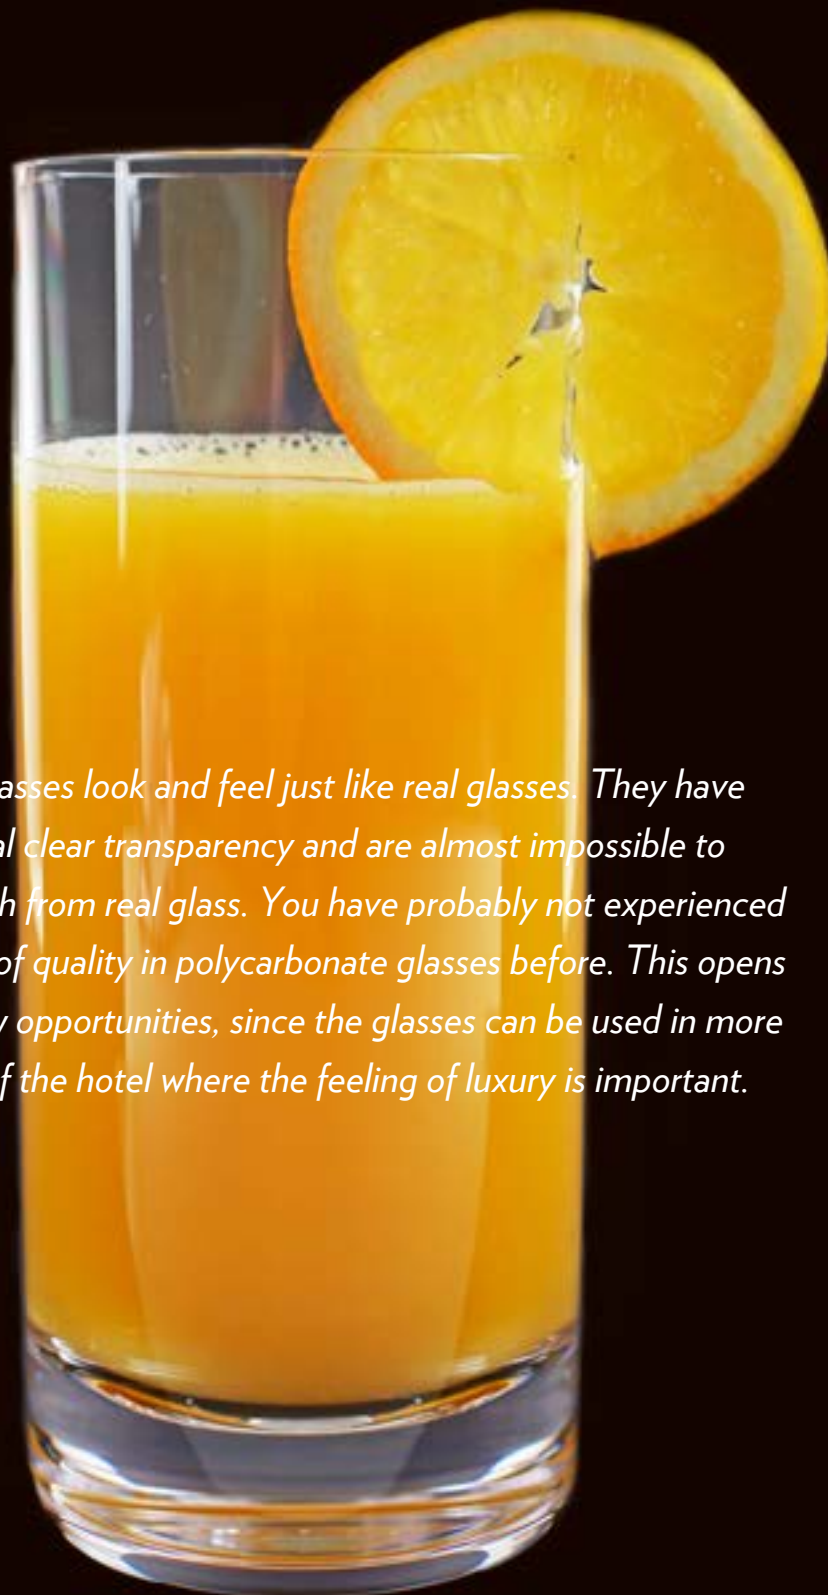 asses look and feel just like real glasses. They have
al clear transparency and are almost impossible to
h from real glass. You have probably not experienced
of quality in polycarbonate glasses before. This opens
opportunities, since the glasses can be used in more
f the hotel where the feeling of luxury is important.